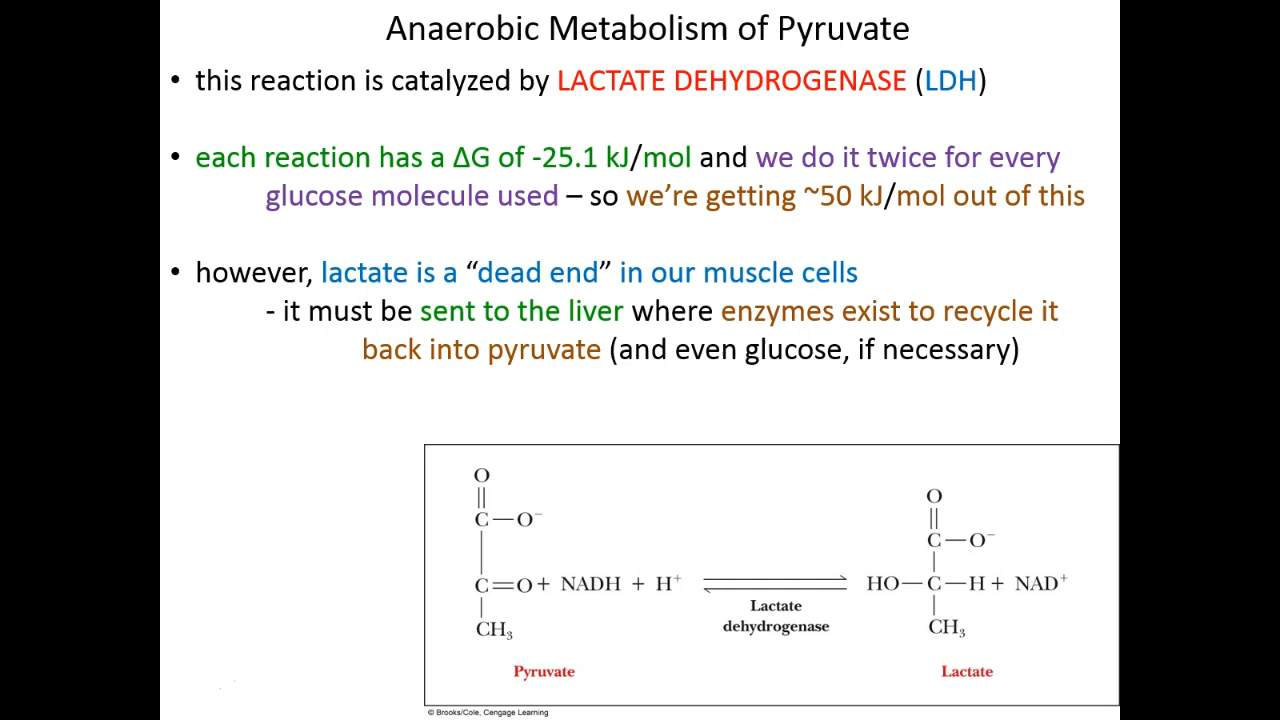 Anaerobic Metabolism of Pyruvate
• this reaction is catalyzed by LACTATE DEHYDROGENASE (LDH)
• each reaction has a ΔG of -25.1 kJ/mol and we do it twice for every
glucose molecule used – so we’re getting ~50 kJ/mol out of this
• however, lactate is a “dead end” in our muscle cells
- it must be sent to the liver where enzymes exist to recycle it
back into pyruvate (and even glucose, if necessary)
O
C—O⁻
C=O + NADH + H⁺
CH₃
Pyruvate
Lactate
dehydrogenase
O
C—O⁻
HO—C—H + NAD⁺
CH₃
Lactate
© Brooks/Cole, Cengage Learning